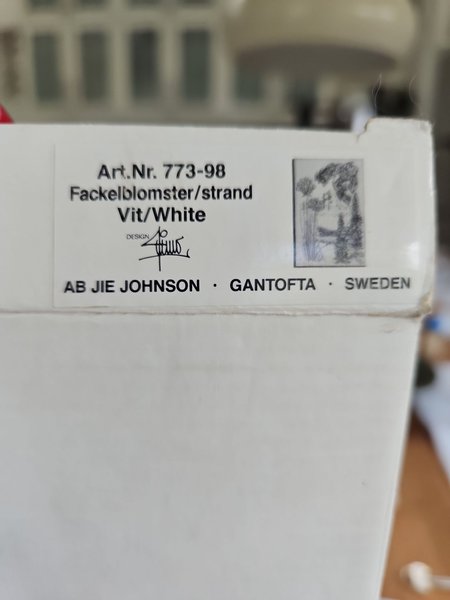 Art.Nr. 773-98
Fackelblomster/strand
Vit/White
DESIGN
AB JIE JOHNSON · GANTOFTA · SWEDEN